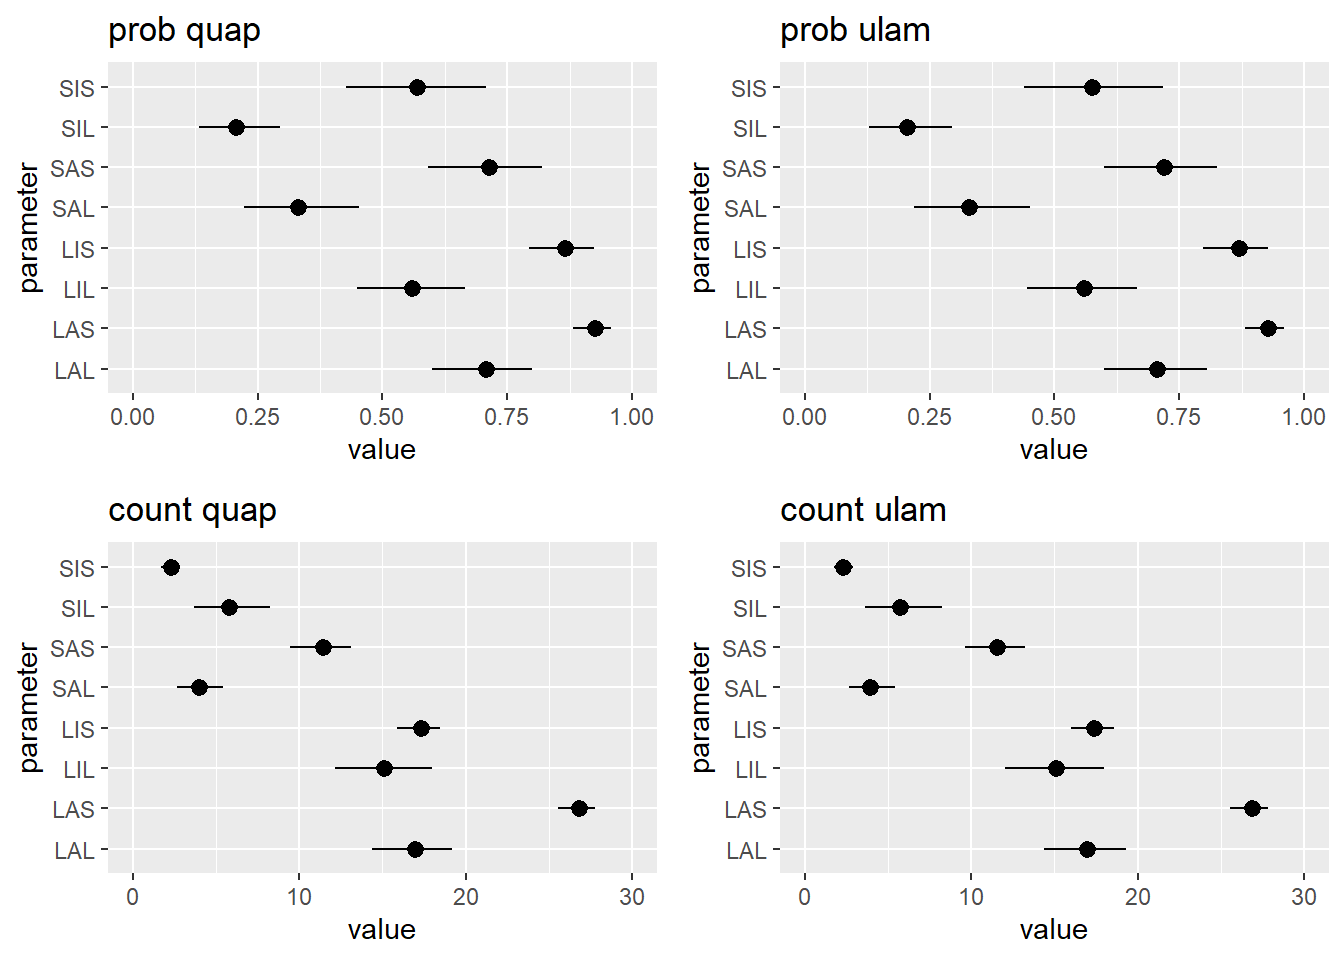 prob quap
parameter
SIS
SIL
SAS
SAL
LIS
LIL
LAS
LAL
0.00 0.25 0.50 0.75 1.00
value
prob ulam
parameter
SIS
SIL
SAS
SAL
LIS
LIL
LAS
LAL
0.00 0.25 0.50 0.75 1.00
value
count quap
parameter
SIS
SIL
SAS
SAL
LIS
LIL
LAS
LAL
0 10 20 30
value
count ulam
parameter
SIS
SIL
SAS
SAL
LIS
LIL
LAS
LAL
0 10 20 30
value